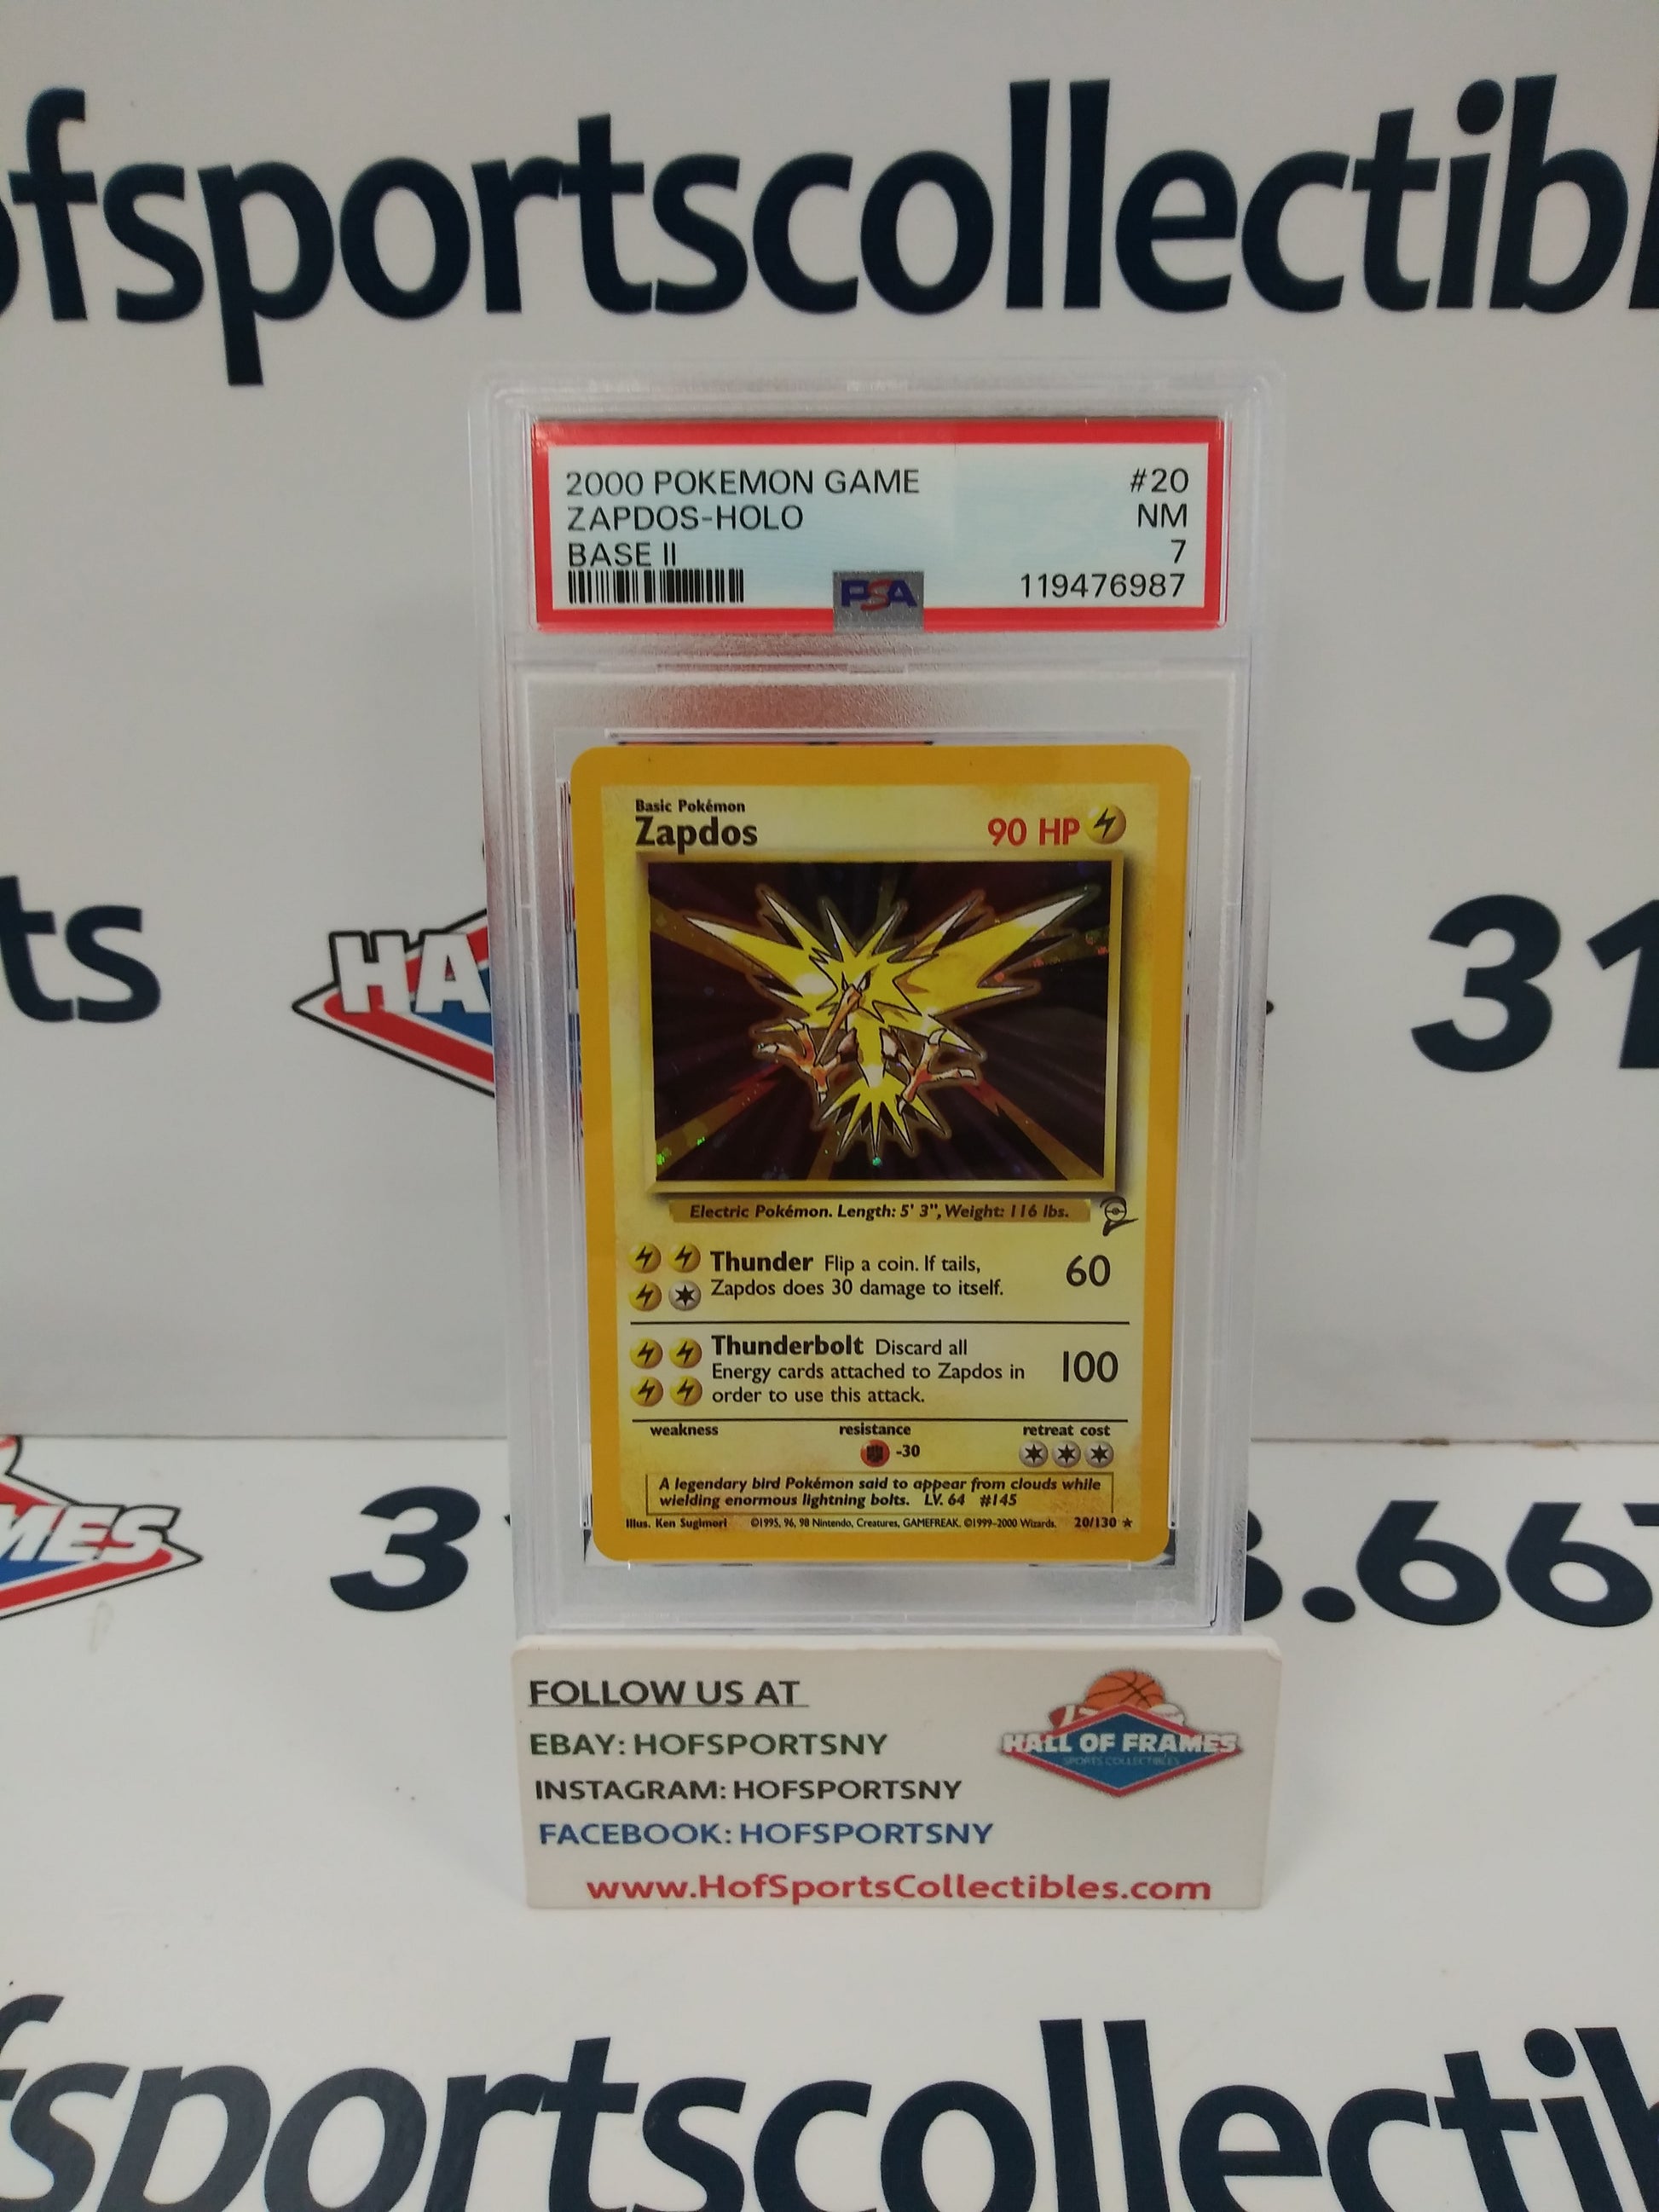 ofsportscollectibl
2000 POKEMON GAME #20
ZAPDOS-HOLO NM
BASE II 7
PSA 119476987
Basic Pokémon
Zapdos 90 HP
ts HA 31
Electric Pokémon. Length: 5' 3", Weight: 116 lbs.
Thunder Flip a coin. If tails,
Zapdos does 30 damage to itself. 60
Thunderbolt Discard all
Energy cards attached to Zapdos in
order to use this attack. 100
weakness resistance retreat cost
-30
A legendary bird Pokémon said to appear from clouds while
wielding enormous lightning bolts. LV. 64 #145
Illus. Ken Sugimori ©1995, 96, 98 Nintendo, Creatures, GAMEFREAK. ©1999-2000 Wizards. 20/130 ★
MES 3 .66
FOLLOW US AT
EBAY: HOFSPORTSNY
INSTAGRAM: HOFSPORTSNY
FACEBOOK: HOFSPORTSNY
www.HofSportsCollectibles.com
HALL OF FRAMES
SPORTS COLLECTIBLES
fsportscollectib